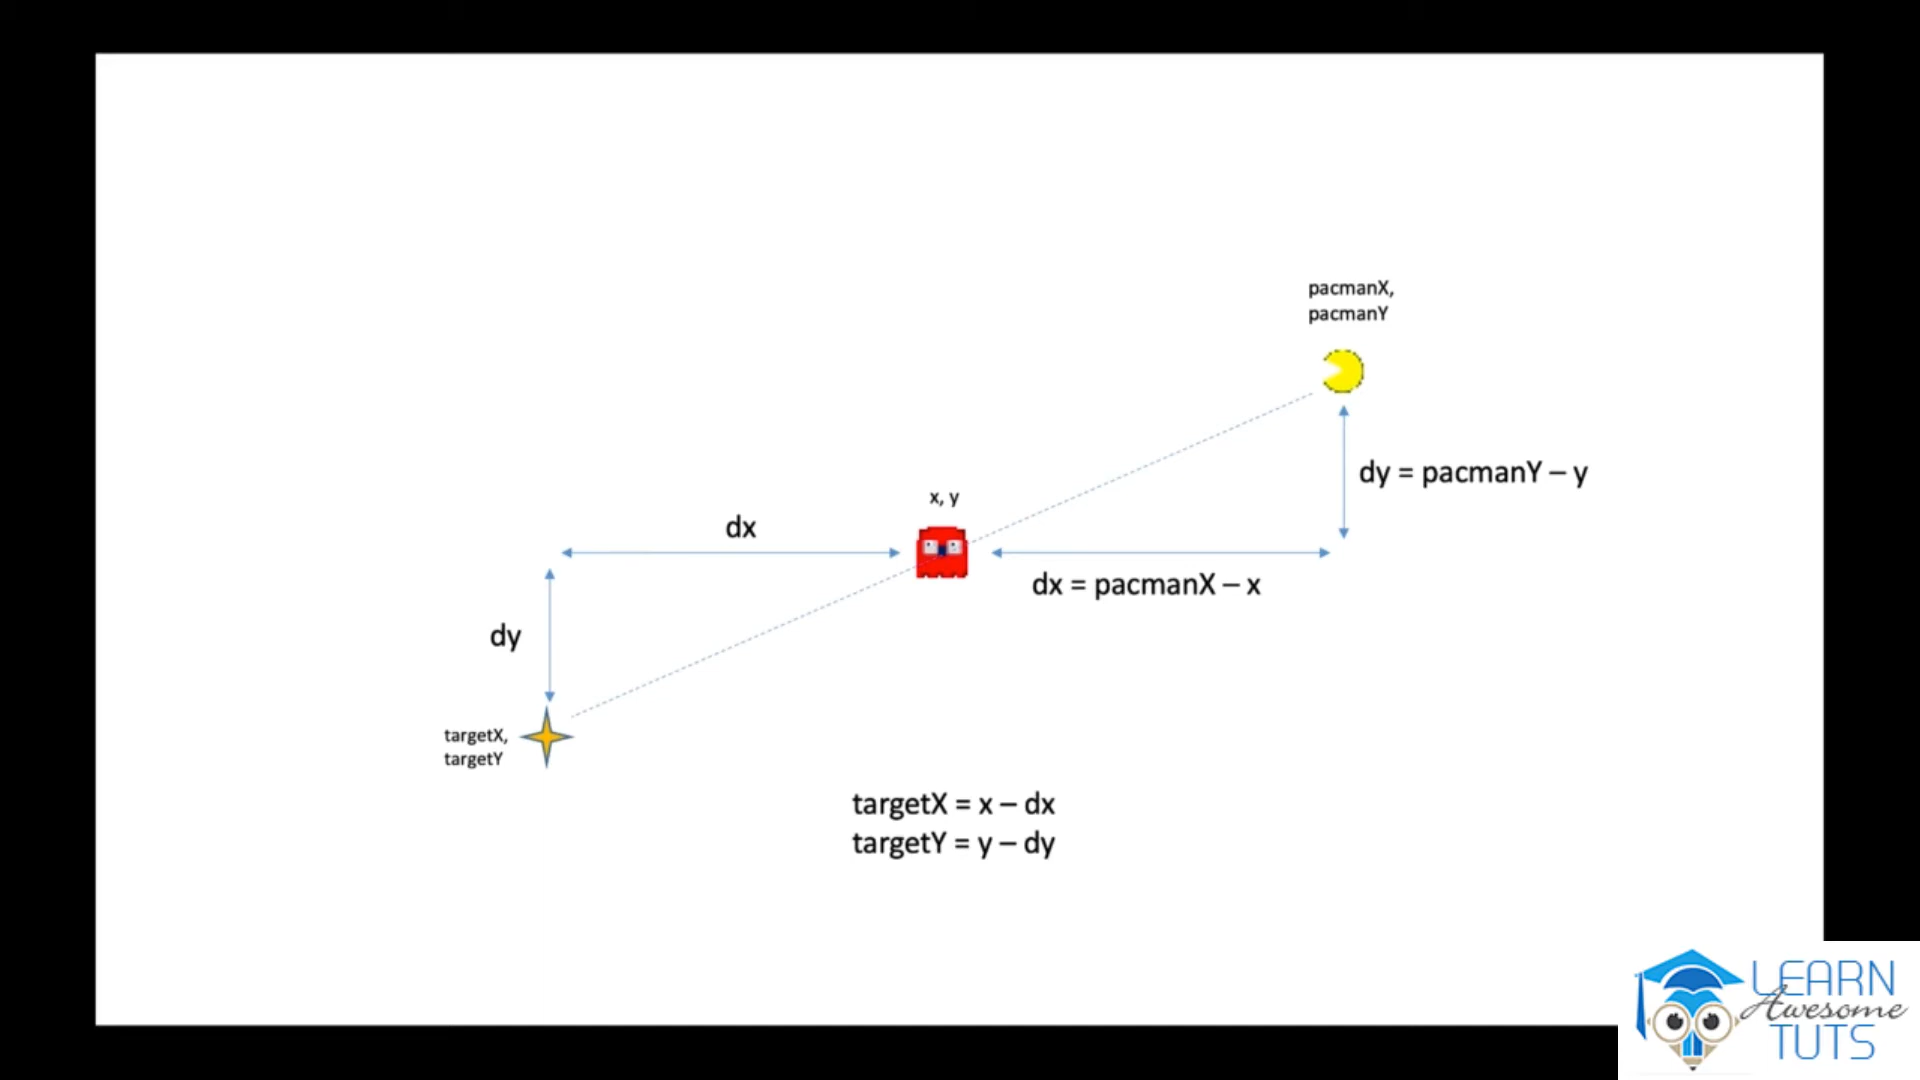 pacmanX,
pacmanY
dy = pacmanY – y
x, y
dx
dx = pacmanX – x
dy
targetX,
targetY
targetX = x – dx
targetY = y – dy
LEARN
Awesome
TUTS